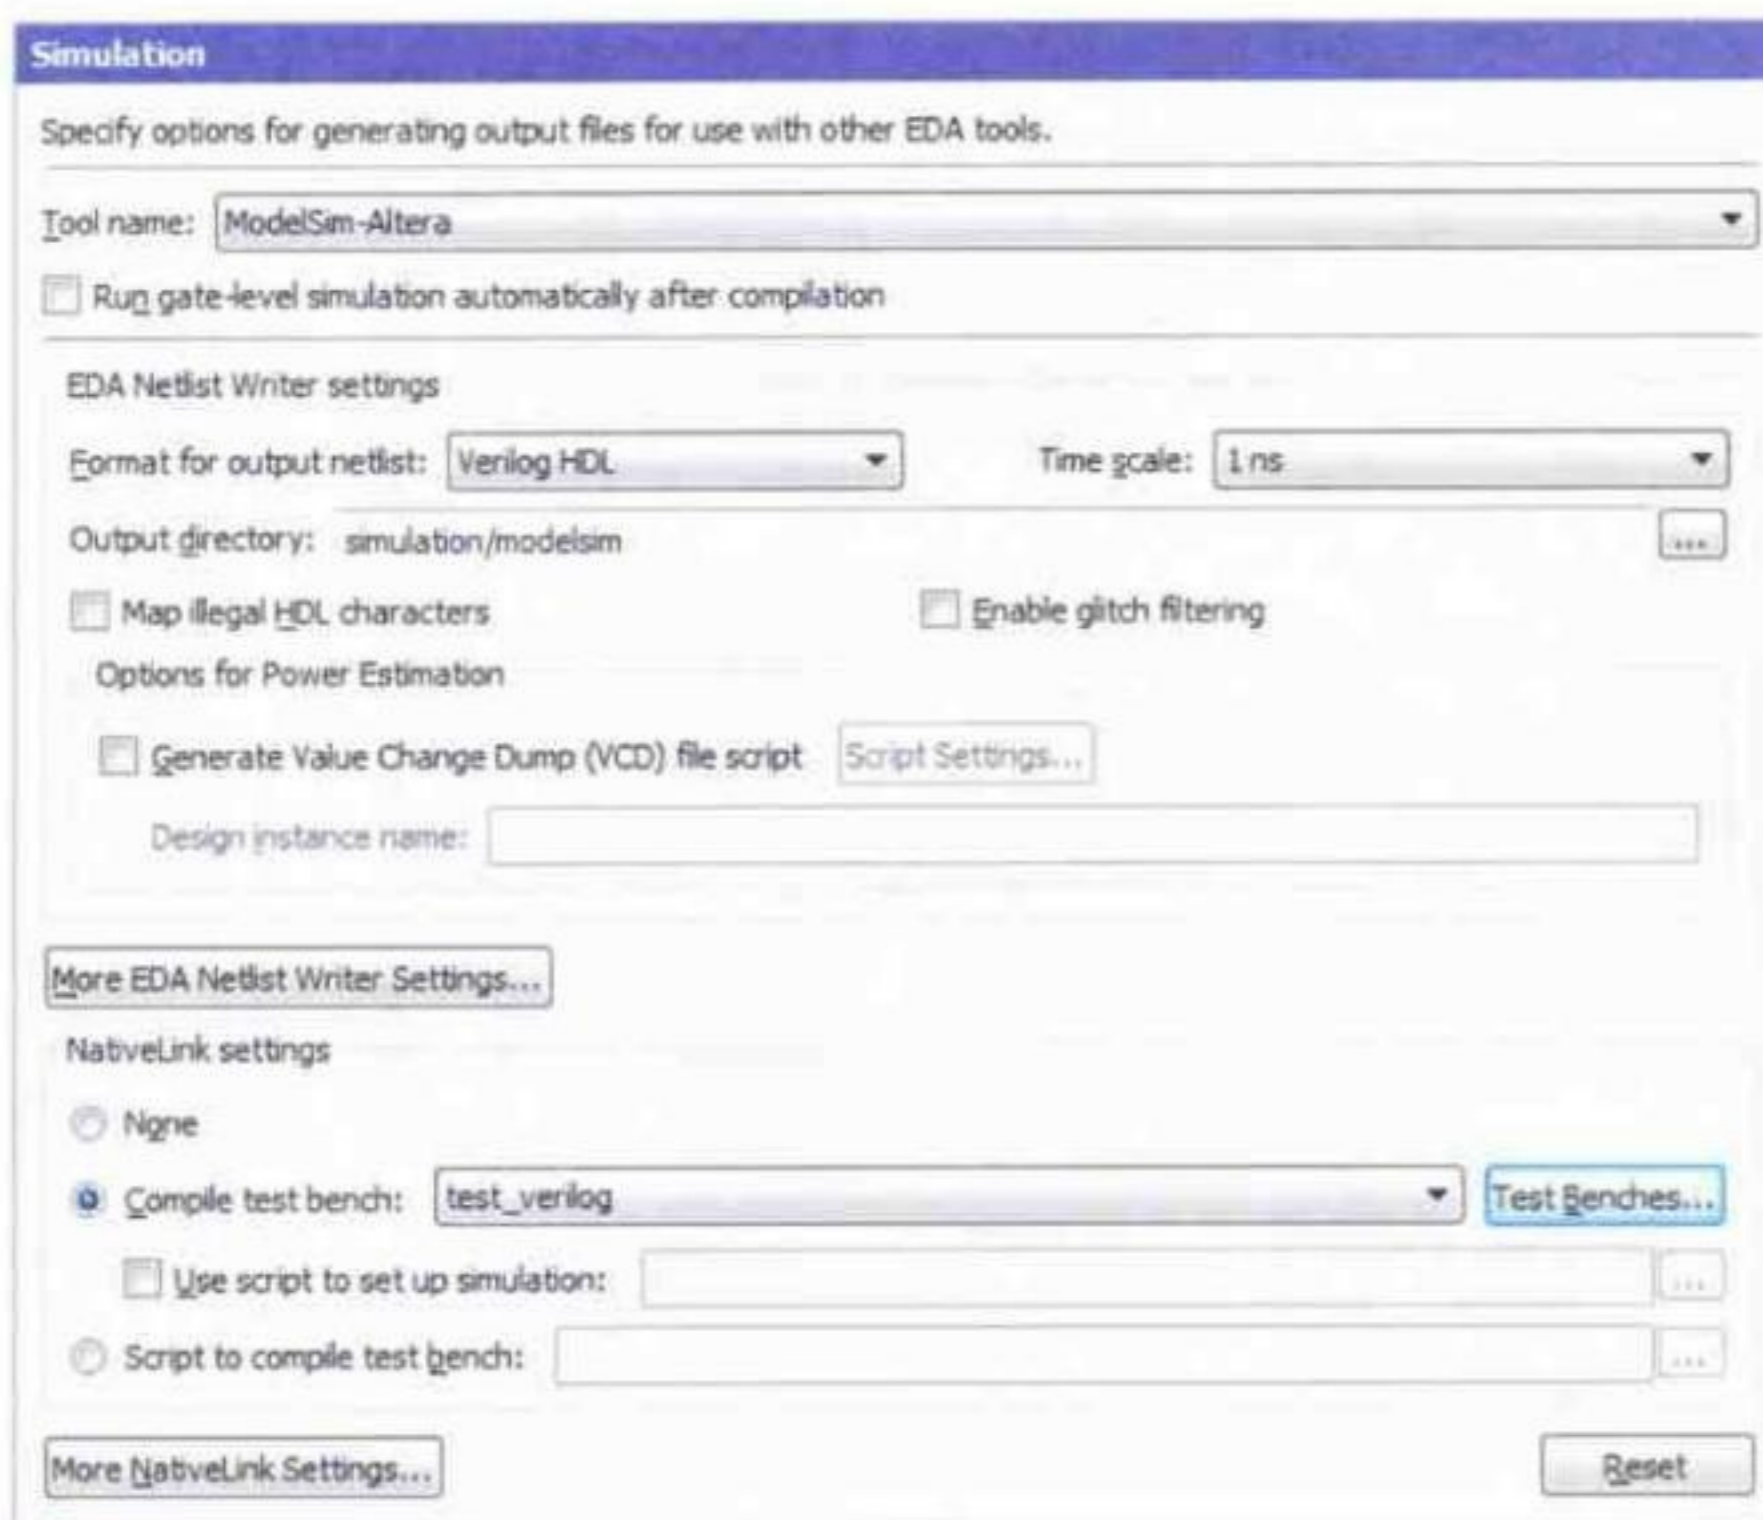 Simulation
Specify options for generating output files for use with other EDA tools.
Tool name: ModelSim-Altera
Run gate-level simulation automatically after compilation
EDA Netlist Writer settings
Format for output netlist: Verilog HDL Time scale: 1 ns
Output directory: simulation/modelsim ...
Map illegal HDL characters Enable glitch filtering
Options for Power Estimation
Generate Value Change Dump (VCD) file script Script Settings...
Design instance name:
More EDA Netlist Writer Settings...
NativeLink settings
None
Compile test bench: test_verilog Test Benches...
Use script to set up simulation: ...
Script to compile test bench: ...
More NativeLink Settings... Reset